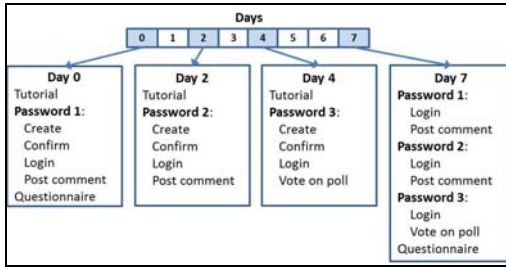 Days
0 1 2 3 4 5 6 7
Day 0
Tutorial
Password 1:
Create
Confirm
Login
Post comment
Questionnaire
Day 2
Tutorial
Password 2:
Create
Confirm
Login
Post comment
Day 4
Tutorial
Password 3:
Create
Confirm
Login
Vote on poll
Day 7
Password 1:
Login
Post comment
Password 2:
Login
Post comment
Password 3:
Login
Vote on poll
Questionnaire